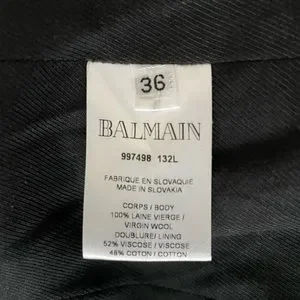 36
BALMAIN
997498 132L
FABRIQUE EN SLOVAQUIE
MADE IN SLOVAKIA
CORPS / BODY
100% LAINE VIERGE /
VIRGIN WOOL
DOUBLURE/ LINING
52% VISCOSE / VISCOSE
48% COTON / COTTON